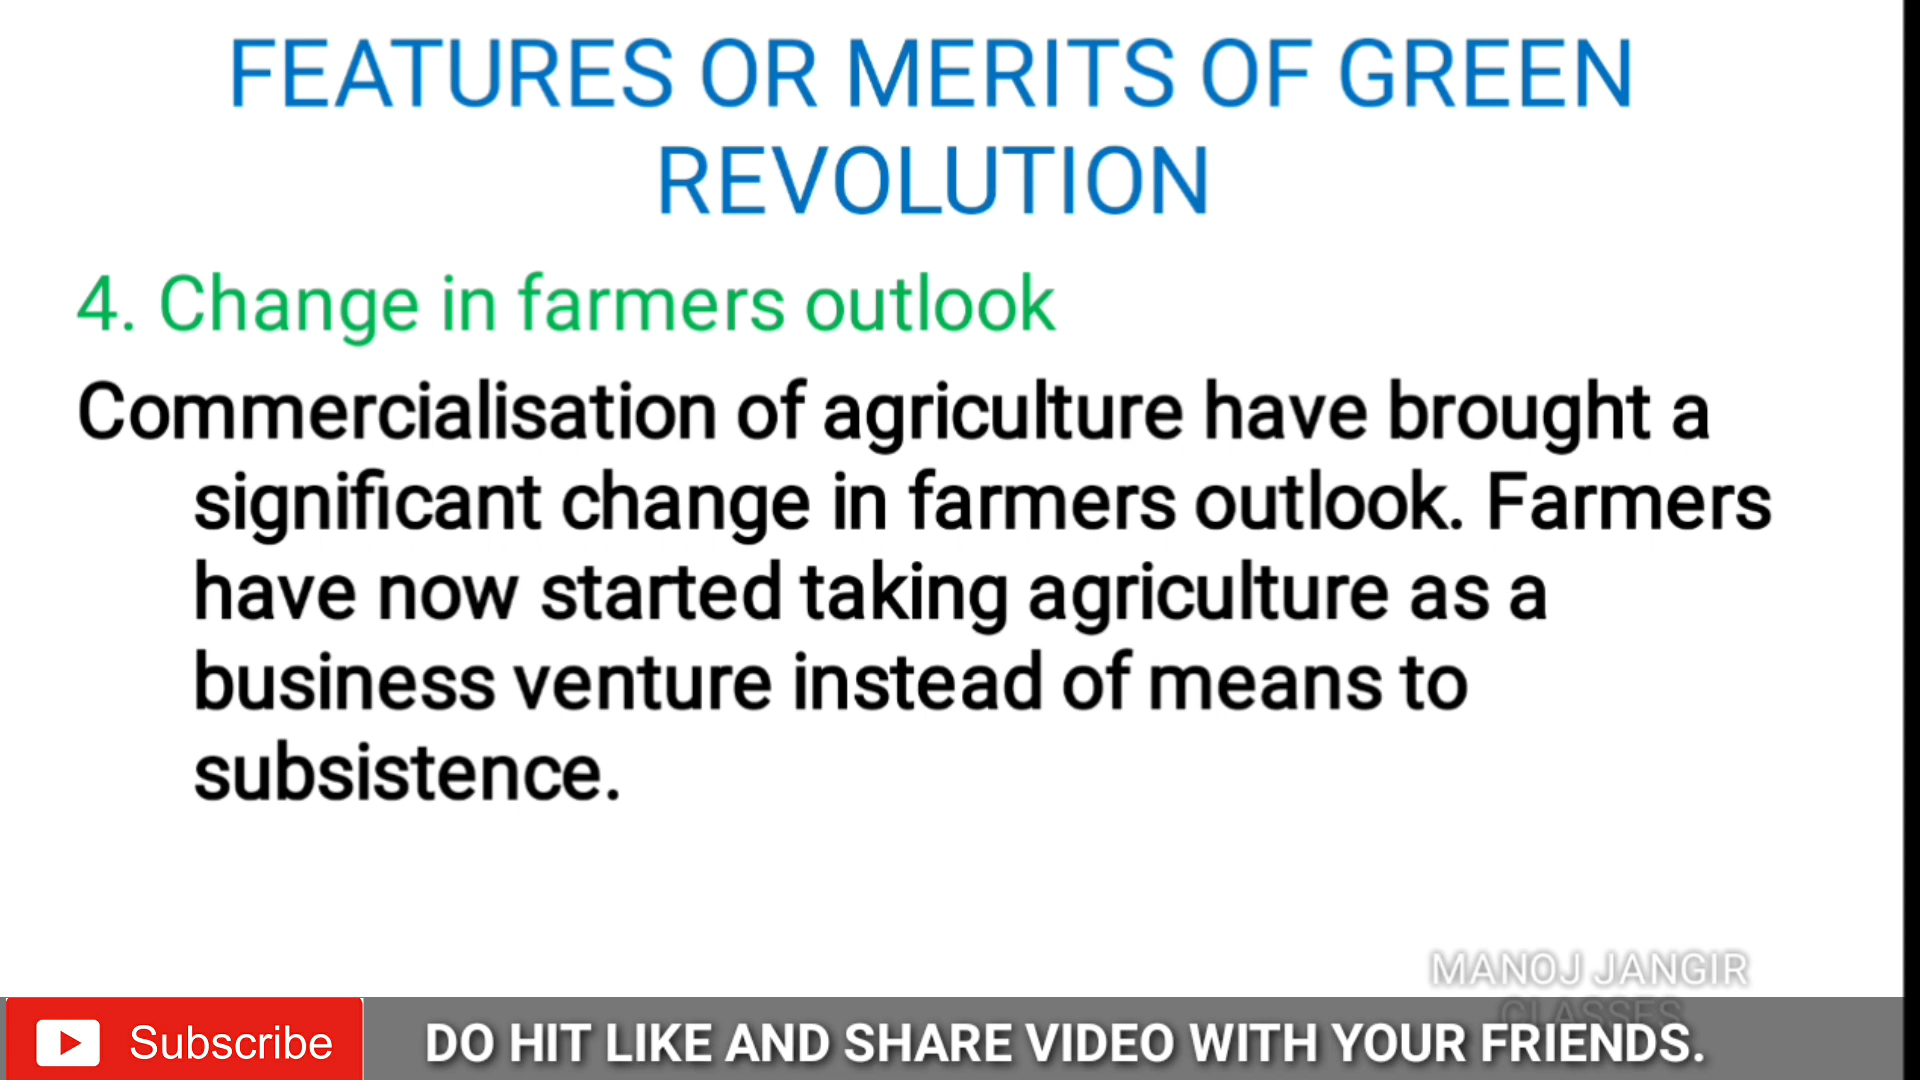 FEATURES OR MERITS OF GREEN
REVOLUTION
4. Change in farmers outlook
Commercialisation of agriculture have brought a
significant change in farmers outlook. Farmers
have now started taking agriculture as a
business venture instead of means to
subsistence.
MANOJ JANGIR
CLASSES
Subscribe
DO HIT LIKE AND SHARE VIDEO WITH YOUR FRIENDS.